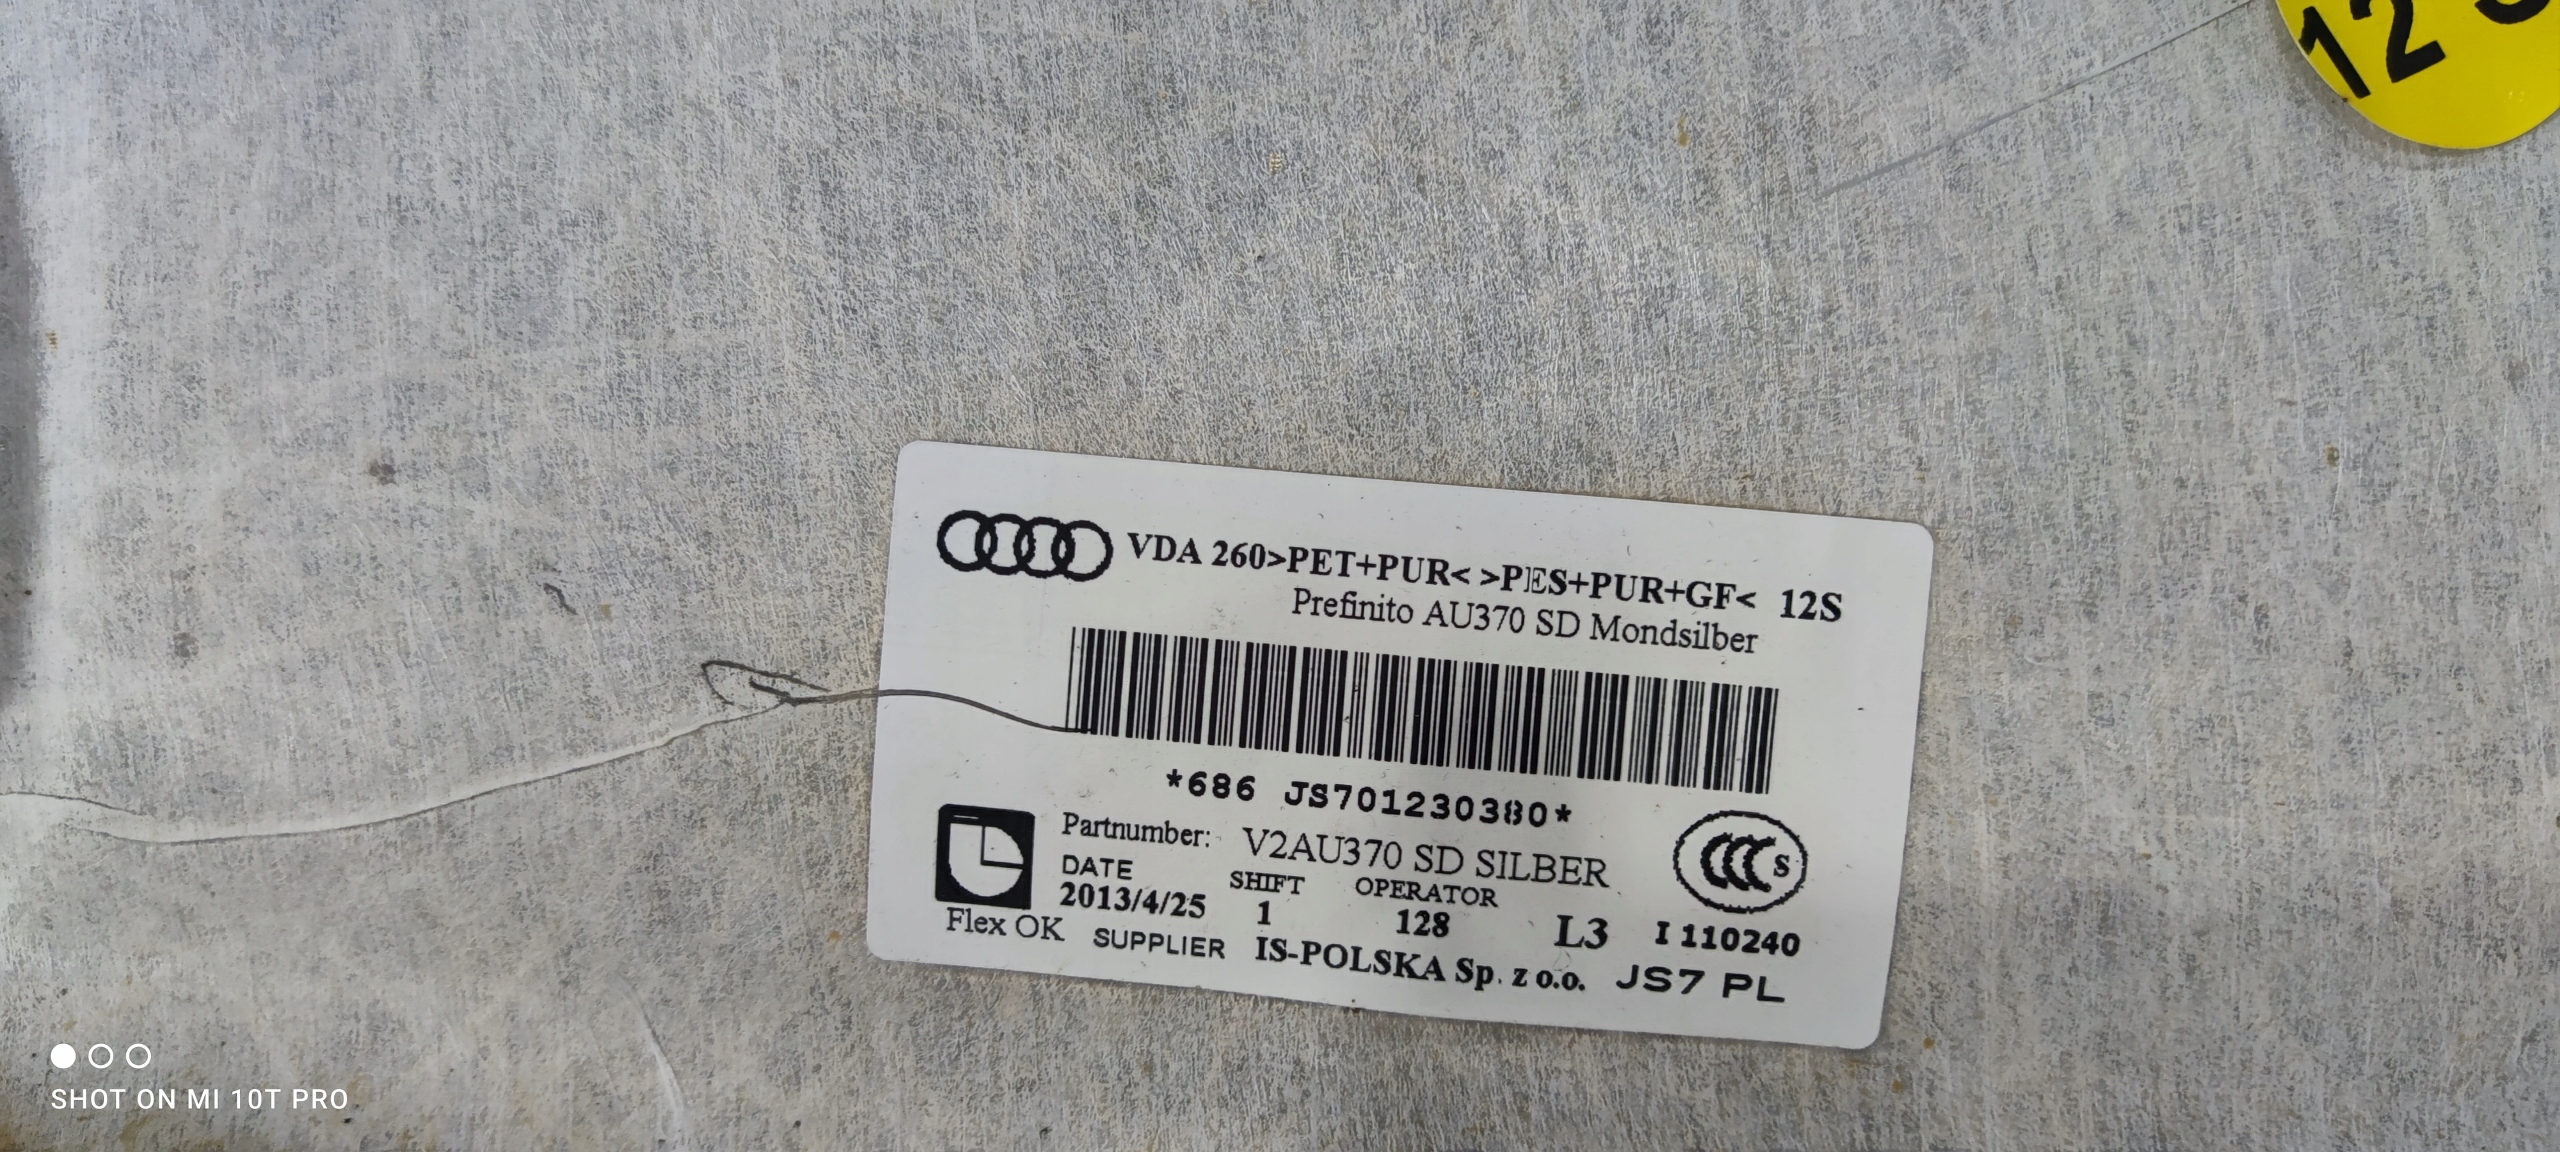 12
VDA 260>PET+PUR< >PES+PUR+GF< 12S
Prefinito AU370 SD Mondsilber
*686 JS701230380*
Partnumber: V2AU370 SD SILBER
DATE SHIFT OPERATOR
2013/4/25 1 128 L3 I 110240
CCC S
Flex OK SUPPLIER IS-POLSKA Sp. z o.o. JS7 PL
SHOT ON MI 10T PRO